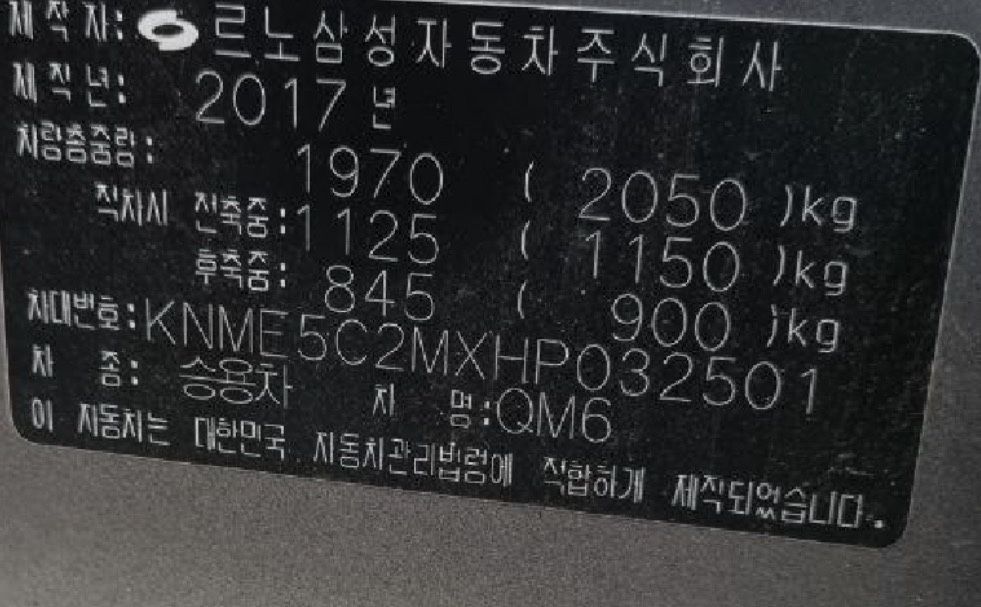 제작자: 르노삼성자동차주식회사
제작년: 2017년
차량총중량: 1970 ( 2050 )kg
적차시 전축중: 1125 ( 1150 )kg
후축중: 845 ( 900 )kg
차대번호: KNME5C2MXHP032501
차 종: 승용차 차 명: QM6
이 자동차는 대한민국 자동차관리법령에 적합하게 제작되었습니다.